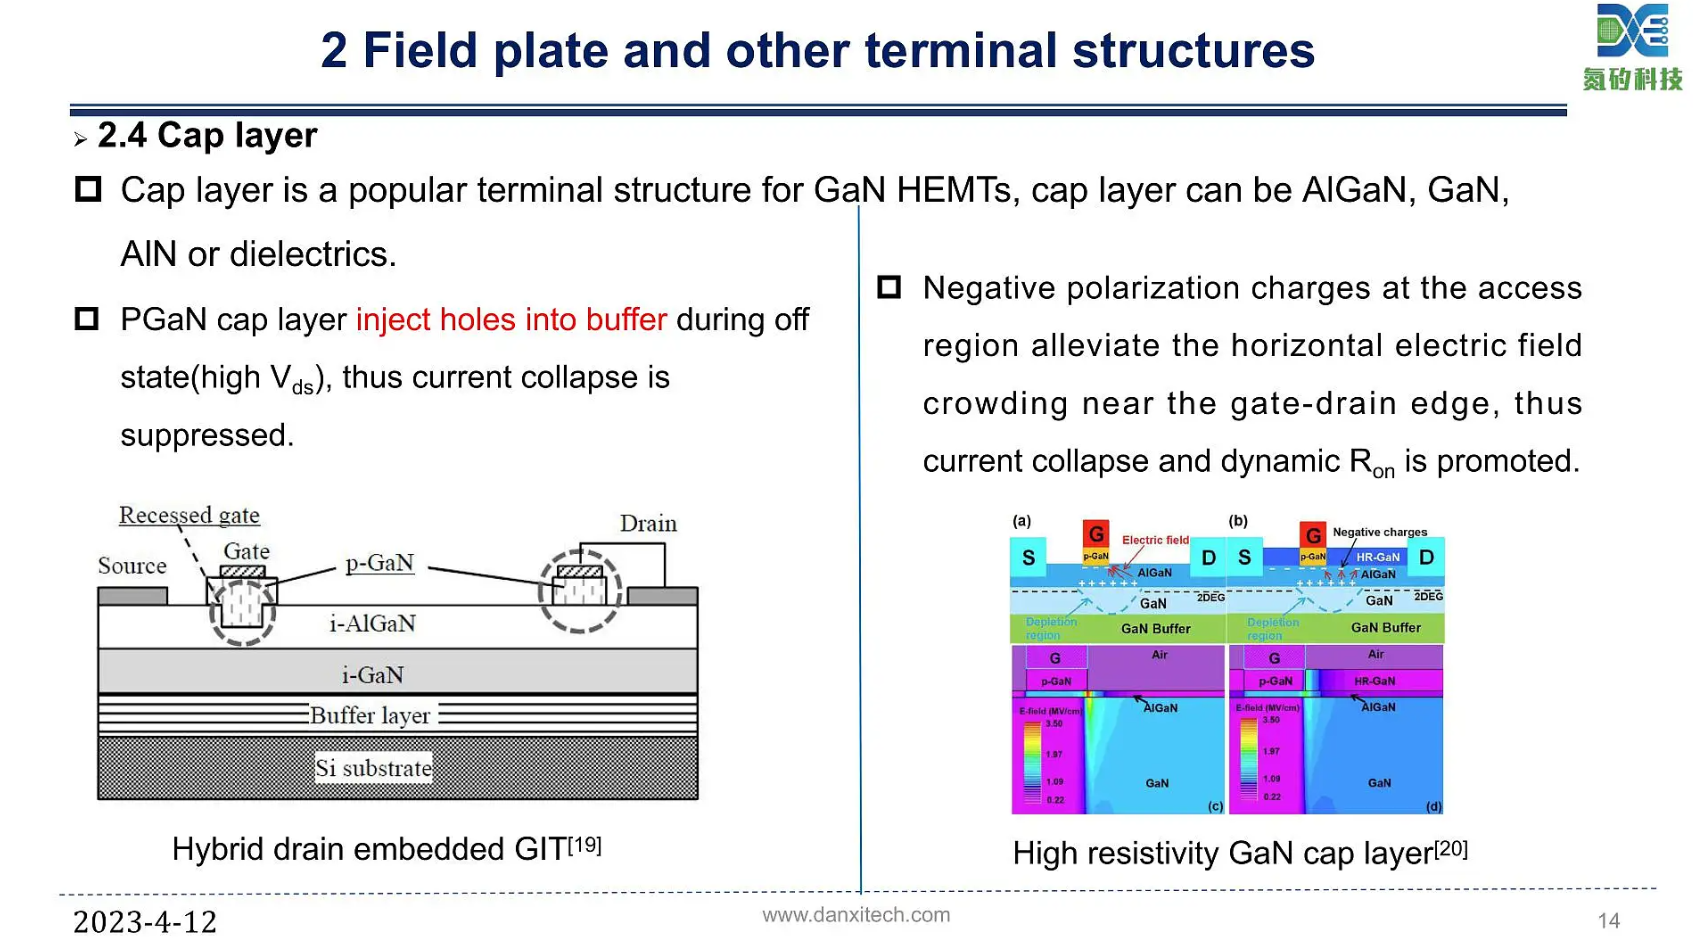 2 Field plate and other terminal structures
氮矽科技
➢ 2.4 Cap layer
Cap layer is a popular terminal structure for GaN HEMTs, cap layer can be AlGaN, GaN,
AlN or dielectrics.
PGaN cap layer inject holes into buffer during off
state(high Vds), thus current collapse is
suppressed.
Recessed gate
Source
Gate
p-GaN
Drain
i-AlGaN
i-GaN
Buffer layer
Si substrate
Hybrid drain embedded GIT[19]
Negative polarization charges at the access
region alleviate the horizontal electric field
crowding near the gate-drain edge, thus
current collapse and dynamic Ron is promoted.
(a)
G
Electric field
S
p-GaN
D
AlGaN
+ + + + + +
GaN
2DEG
Depletion
region
GaN Buffer
(b)
G
Negative charges
S
p-GaN
HR-GaN
D
AlGaN
+ + + + + +
GaN
2DEG
Depletion
region
GaN Buffer
G
Air
p-GaN
E-field (MV/cm)
AlGaN
3.50
1.97
1.09
0.22
GaN
(c)
G
Air
p-GaN
HR-GaN
E-field (MV/cm)
AlGaN
3.50
1.97
1.09
0.22
GaN
(d)
High resistivity GaN cap layer[20]
2023-4-12
www.danxitech.com
14